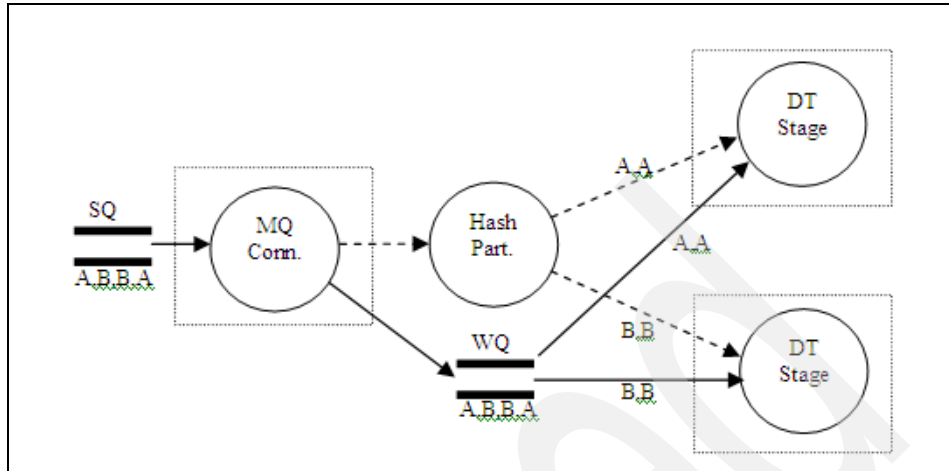 DT
Stage
A,A
SQ
MQ
Conn.
Hash
Part.
A,B,B,A
A,A
WQ
B,B
DT
Stage
B,B
A,B,B,A